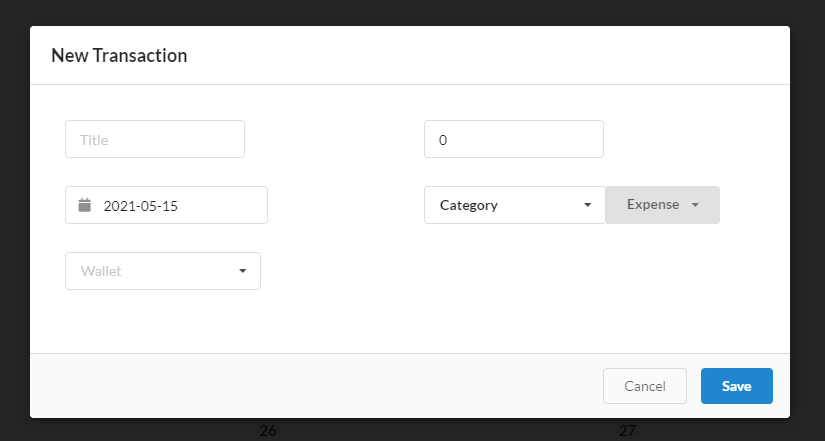 New Transaction
Title
0
2021-05-15
Category
Expense
Wallet
Cancel
Save
26
27